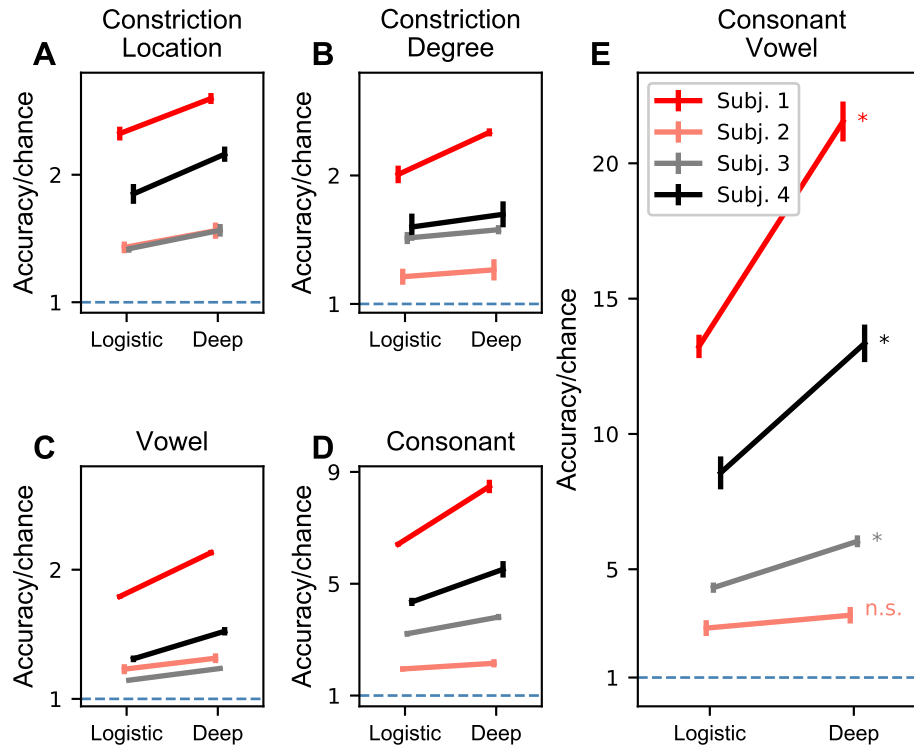 A
Constriction
Location
Accuracy/chance
2
1
Logistic Deep
B
Constriction
Degree
Accuracy/chance
2
1
Logistic Deep
C
Vowel
Accuracy/chance
2
1
Logistic Deep
D
Consonant
Accuracy/chance
9
5
1
Logistic Deep
E
Consonant
Vowel
Accuracy/chance
20
15
10
5
1
Subj. 1
Subj. 2
Subj. 3
Subj. 4
*
*
*
n.s.
Logistic Deep